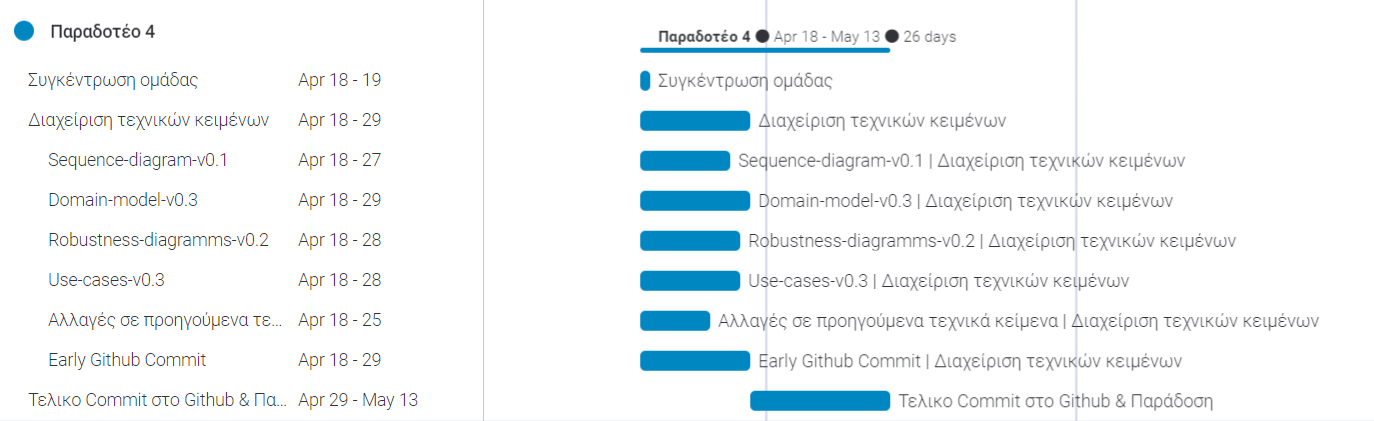 Παραδοτέο 4
Παραδοτέο 4 ● Apr 18 - May 13 ● 26 days
Συγκέντρωση ομάδας Apr 18 - 19 Συγκέντρωση ομάδας
Διαχείριση τεχνικών κειμένων Apr 18 - 29 Διαχείριση τεχνικών κειμένων
Sequence-diagram-v0.1 Apr 18 - 27 Sequence-diagram-v0.1 | Διαχείριση τεχνικών κειμένων
Domain-model-v0.3 Apr 18 - 29 Domain-model-v0.3 | Διαχείριση τεχνικών κειμένων
Robustness-diagramms-v0.2 Apr 18 - 28 Robustness-diagramms-v0.2 | Διαχείριση τεχνικών κειμένων
Use-cases-v0.3 Apr 18 - 28 Use-cases-v0.3 | Διαχείριση τεχνικών κειμένων
Αλλαγές σε προηγούμενα τε... Apr 18 - 25 Αλλαγές σε προηγούμενα τεχνικά κείμενα | Διαχείριση τεχνικών κειμένων
Early Github Commit Apr 18 - 29 Early Github Commit | Διαχείριση τεχνικών κειμένων
Τελικο Commit στο Github & Πα... Apr 29 - May 13 Τελικο Commit στο Github & Παράδοση